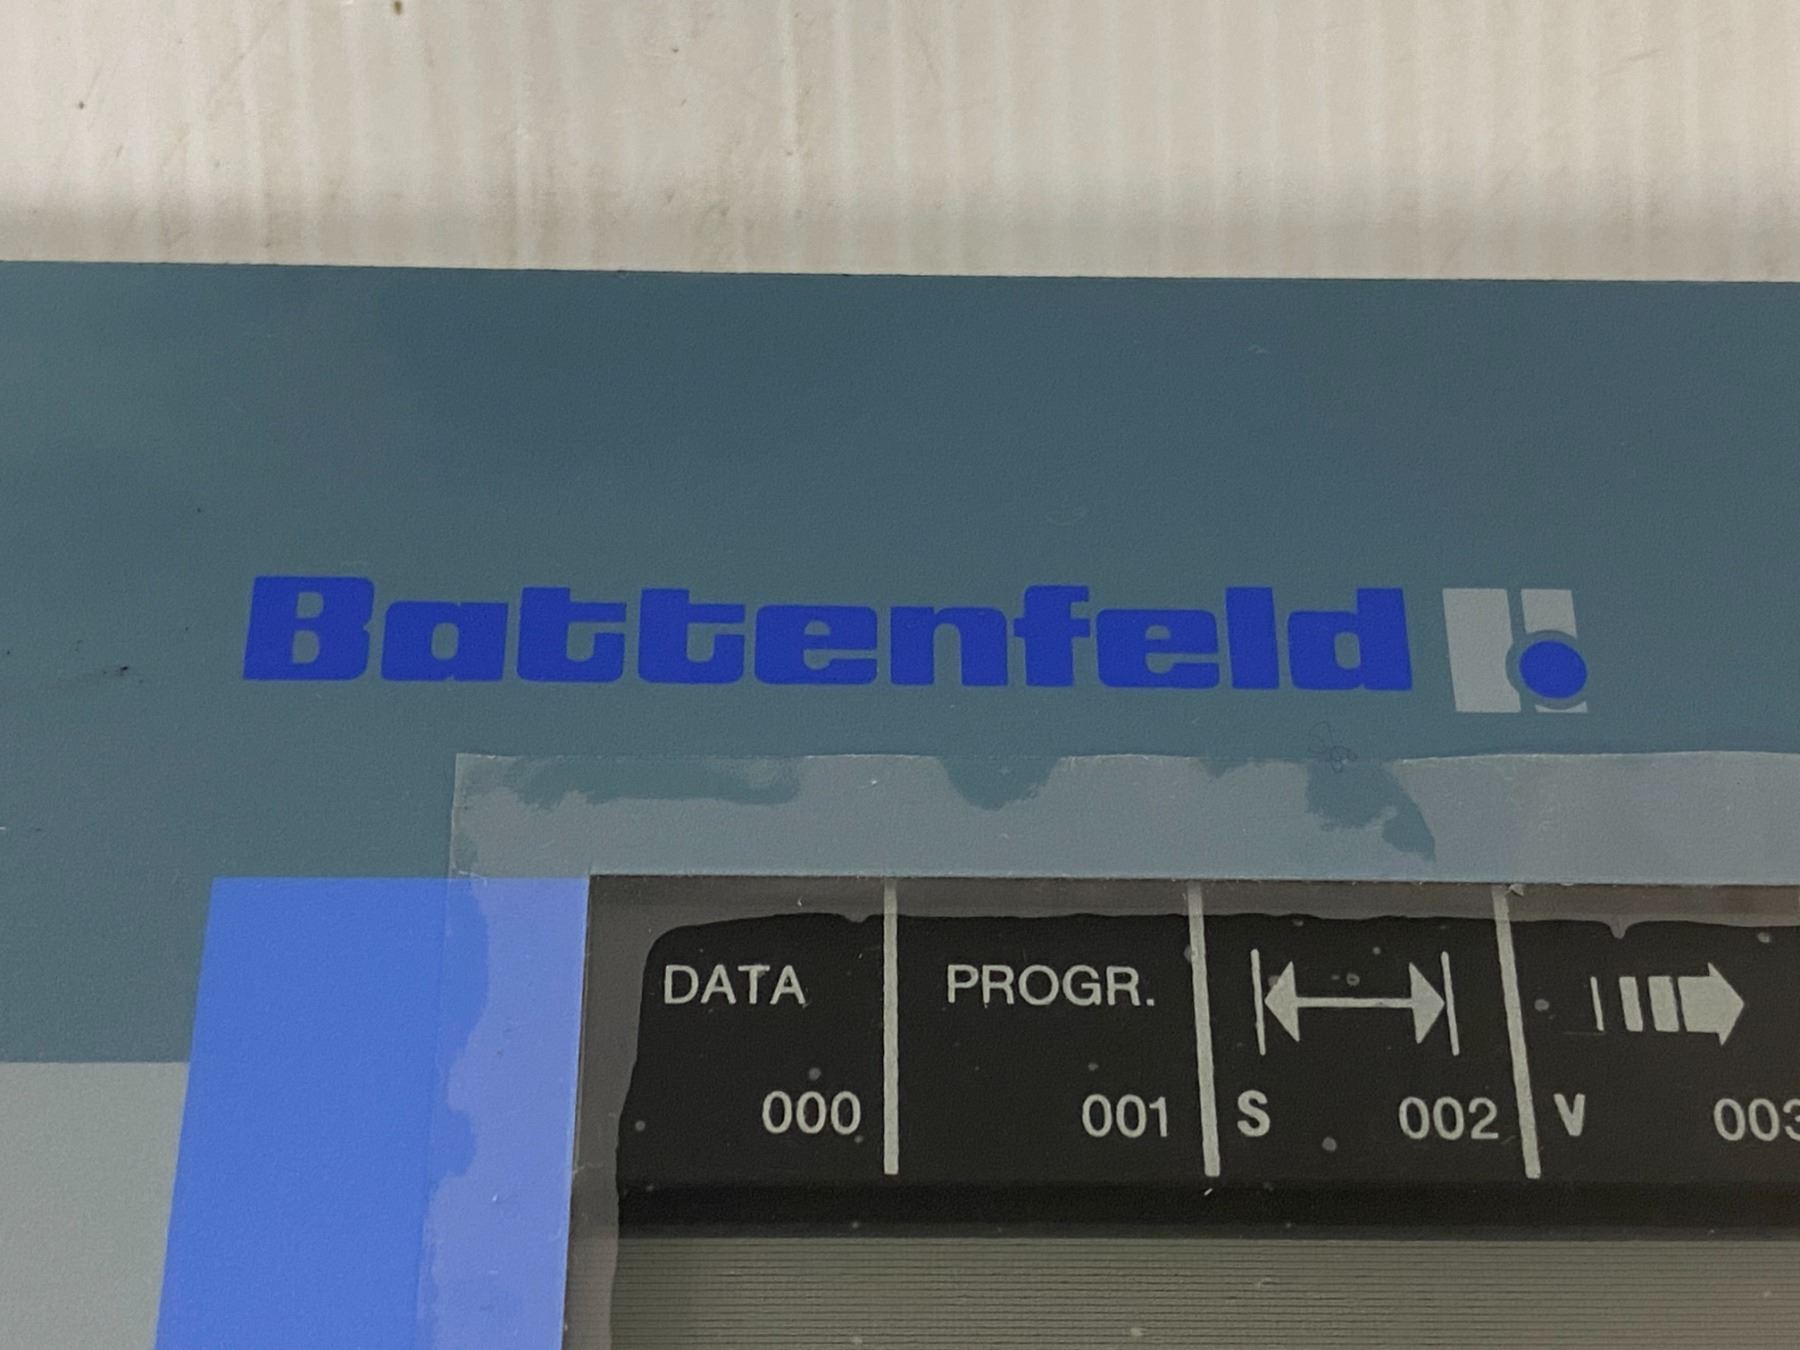 Battenfeld
DATA PROGR.
000 001 S 002 V 003